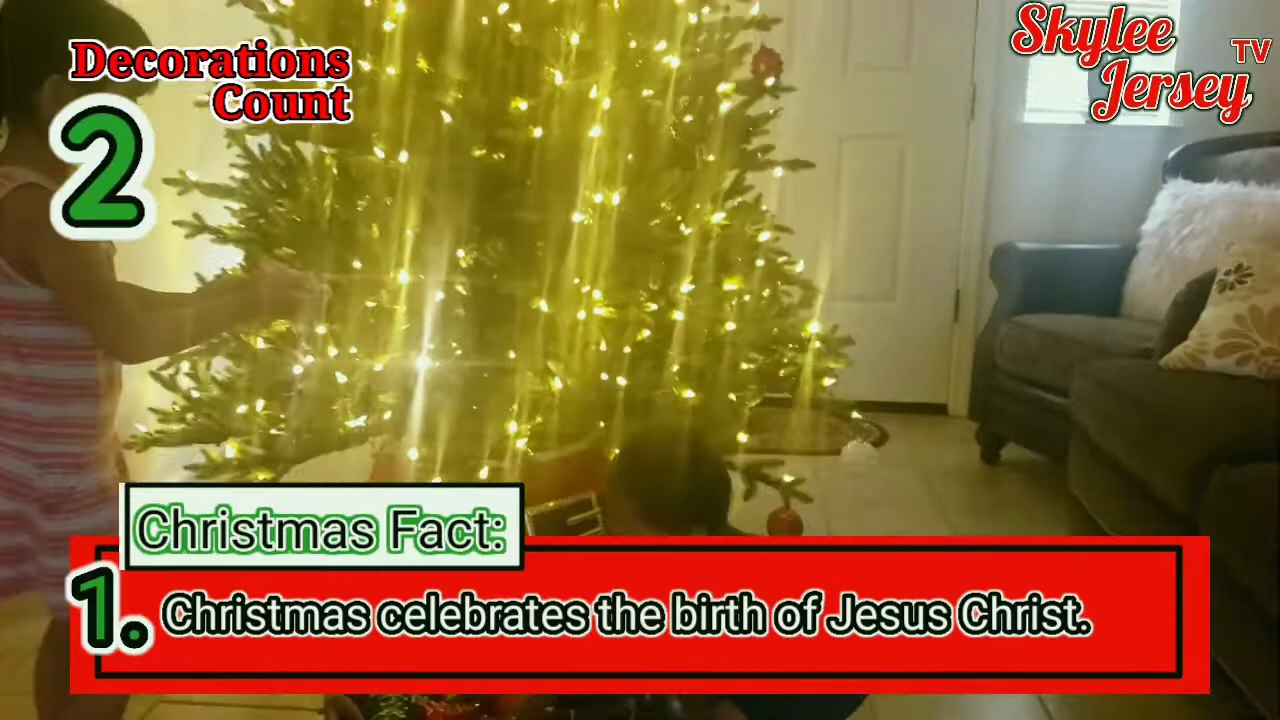 Decorations
Count
2
Skylee
Jersey
TV
Christmas Fact:
1. Christmas celebrates the birth of Jesus Christ.